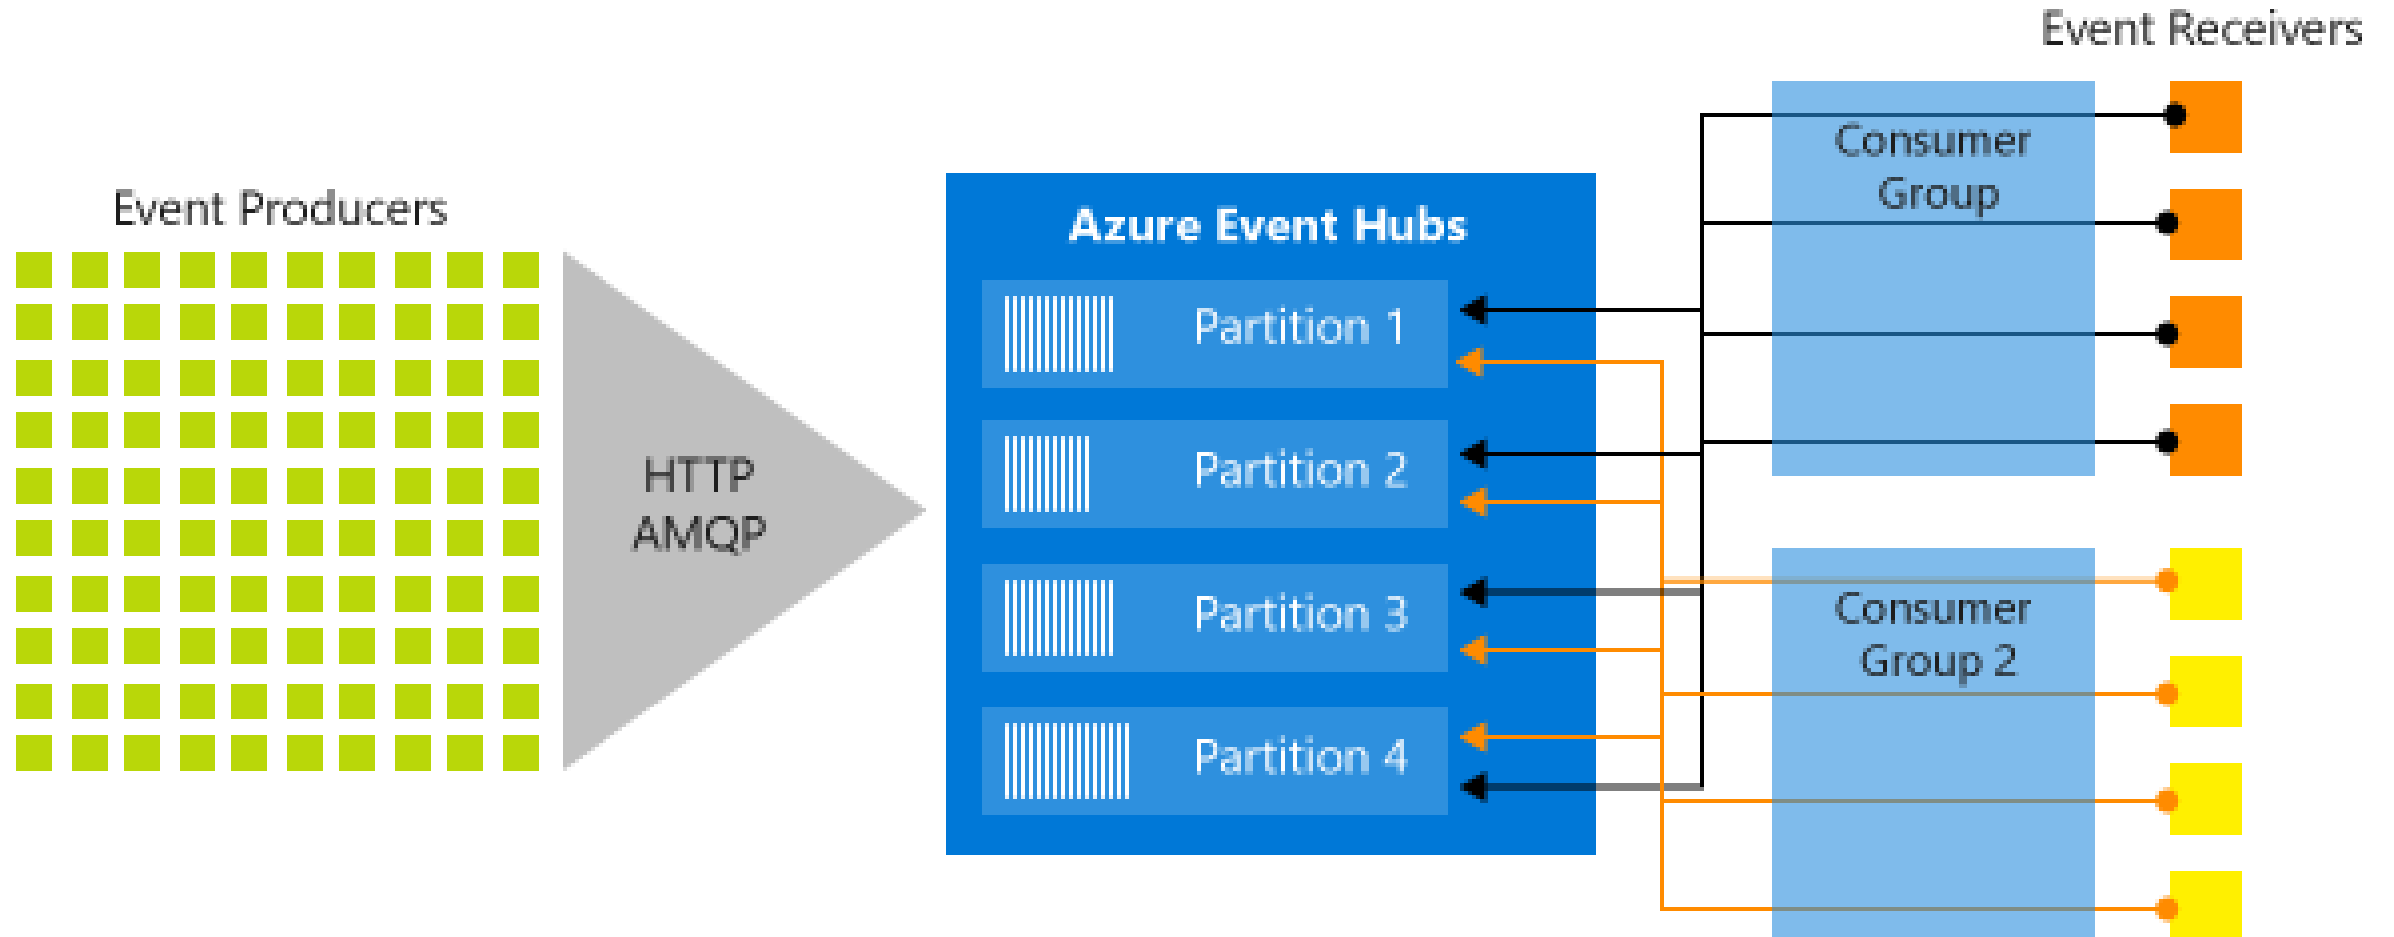 Event Producers
HTTP
AMQP
Azure Event Hubs
Partition 1
Partition 2
Partition 3
Partition 4
Event Receivers
Consumer
Group
Consumer
Group 2